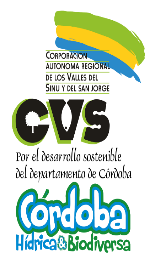 CORPORACION
AUTONOMA REGIONAL
DE LOS VALLES DEL
SINU Y DEL SAN JORGE
CVS
Por el desarrollo sostenible
del departamento de Córdoba
Córdoba
Hídrica & Biodiversa